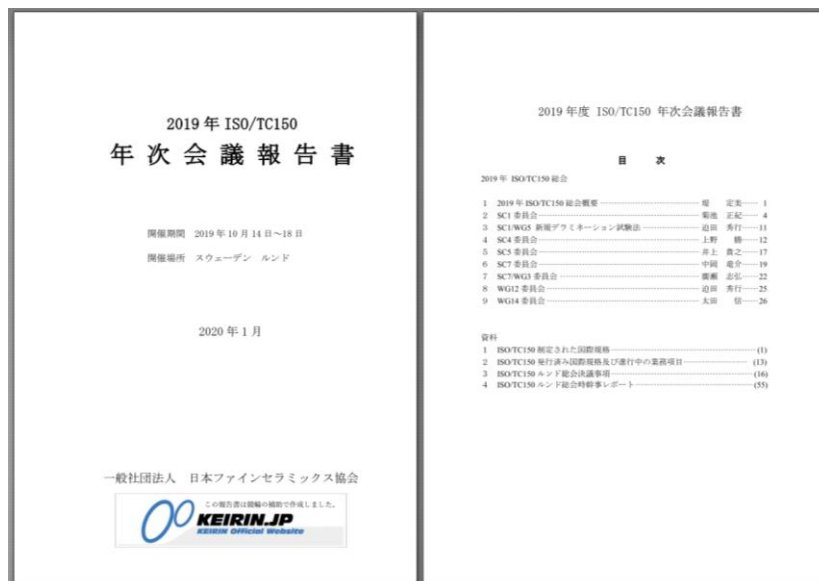 2019 年 ISO/TC150
年 次 会 議 報 告 書
開催期間 2019 年 10 月 14 日～18 日
開催場所 スウェーデン ルンド
2020 年 1 月
一般社団法人 日本ファインセラミックス協会
この報告書は競輪の補助で作成しました。
KEIRIN.JP
KEIRIN Official Website
2019 年度 ISO/TC150 年次会議報告書
目 次
2019 年 ISO/TC150 総会
1 2019 年 ISO/TC150 総会概要 堤 定美 1
2 SC1 委員会 菊池 正紀 4
3 SC1/WG5 新規デラミネーション試験法 迫田 秀行 11
4 SC4 委員会 上野 勝 12
5 SC5 委員会 井上 貴之 17
6 SC7 委員会 中岡 竜介 19
7 SC7/WG3 委員会 廣瀬 志弘 22
8 WG12 委員会 迫田 秀行 25
9 WG14 委員会 太田 信 26
資料
1 ISO/TC150 制定された国際規格 (1)
2 ISO/TC150 発行済み国際規格及び進行中の業務項目 (13)
3 ISO/TC150 ルンド総会決議事項 (16)
4 ISO/TC150 ルンド総会時幹事レポート (55)